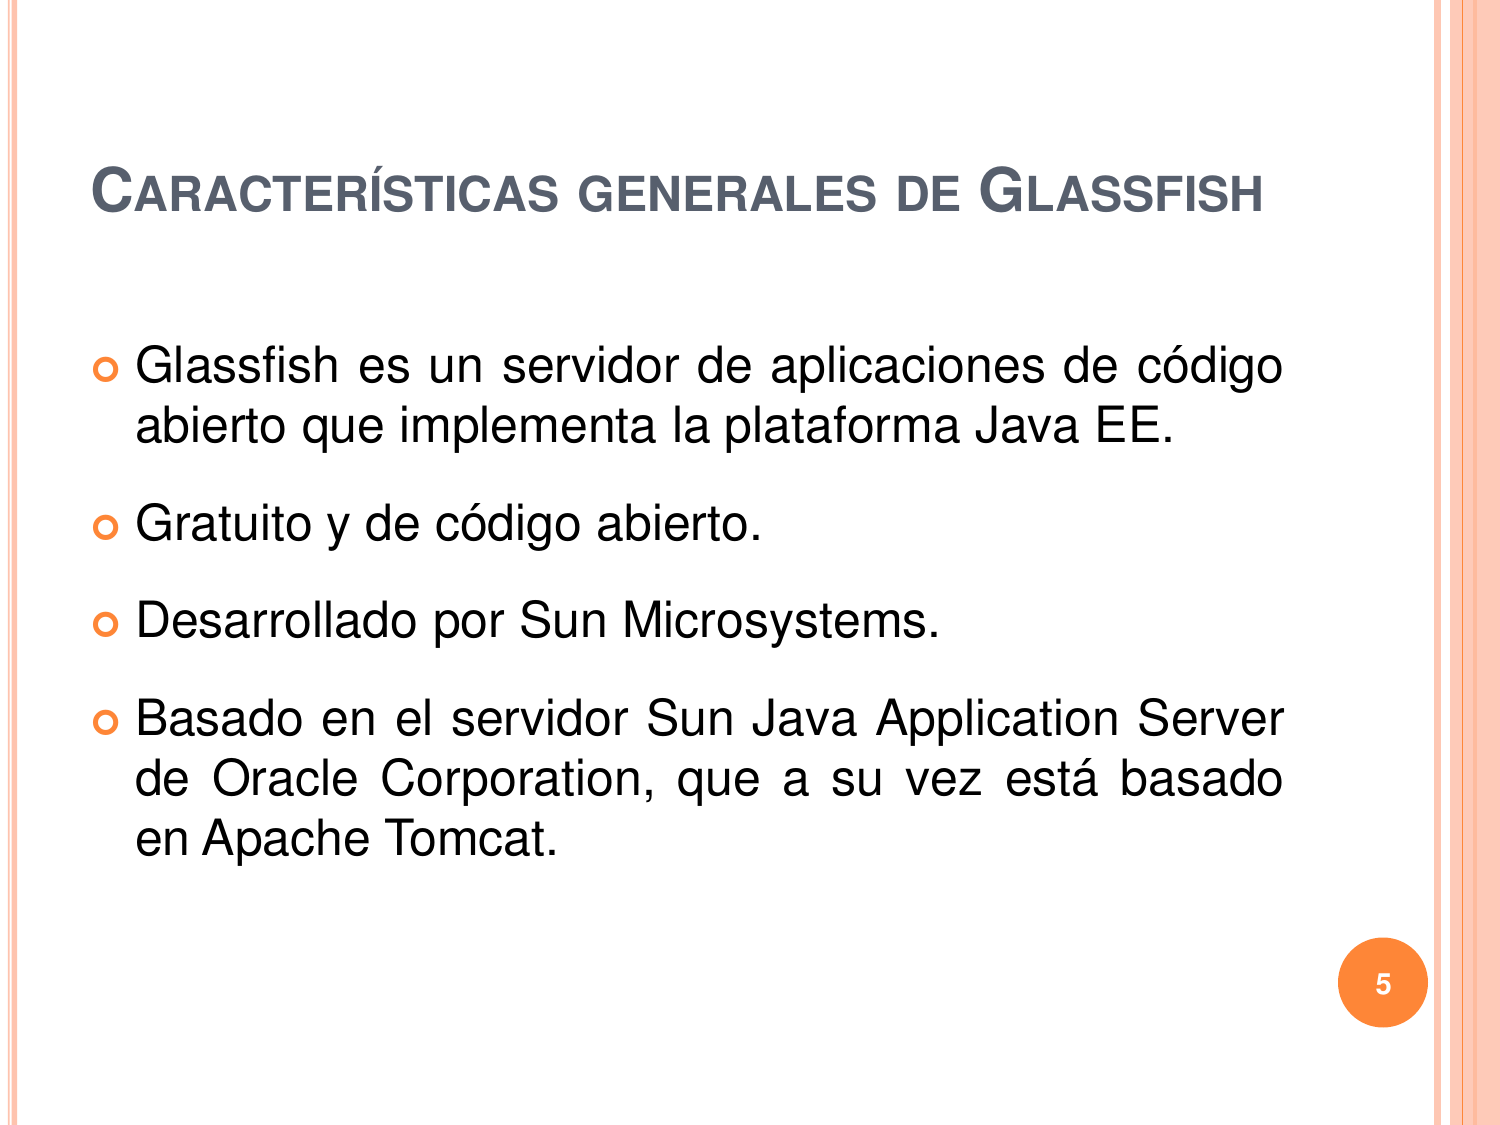 CARACTERÍSTICAS GENERALES DE GLASSFISH
Glassfish es un servidor de aplicaciones de código
abierto que implementa la plataforma Java EE.
Gratuito y de código abierto.
Desarrollado por Sun Microsystems.
Basado en el servidor Sun Java Application Server
de Oracle Corporation, que a su vez está basado
en Apache Tomcat.
5